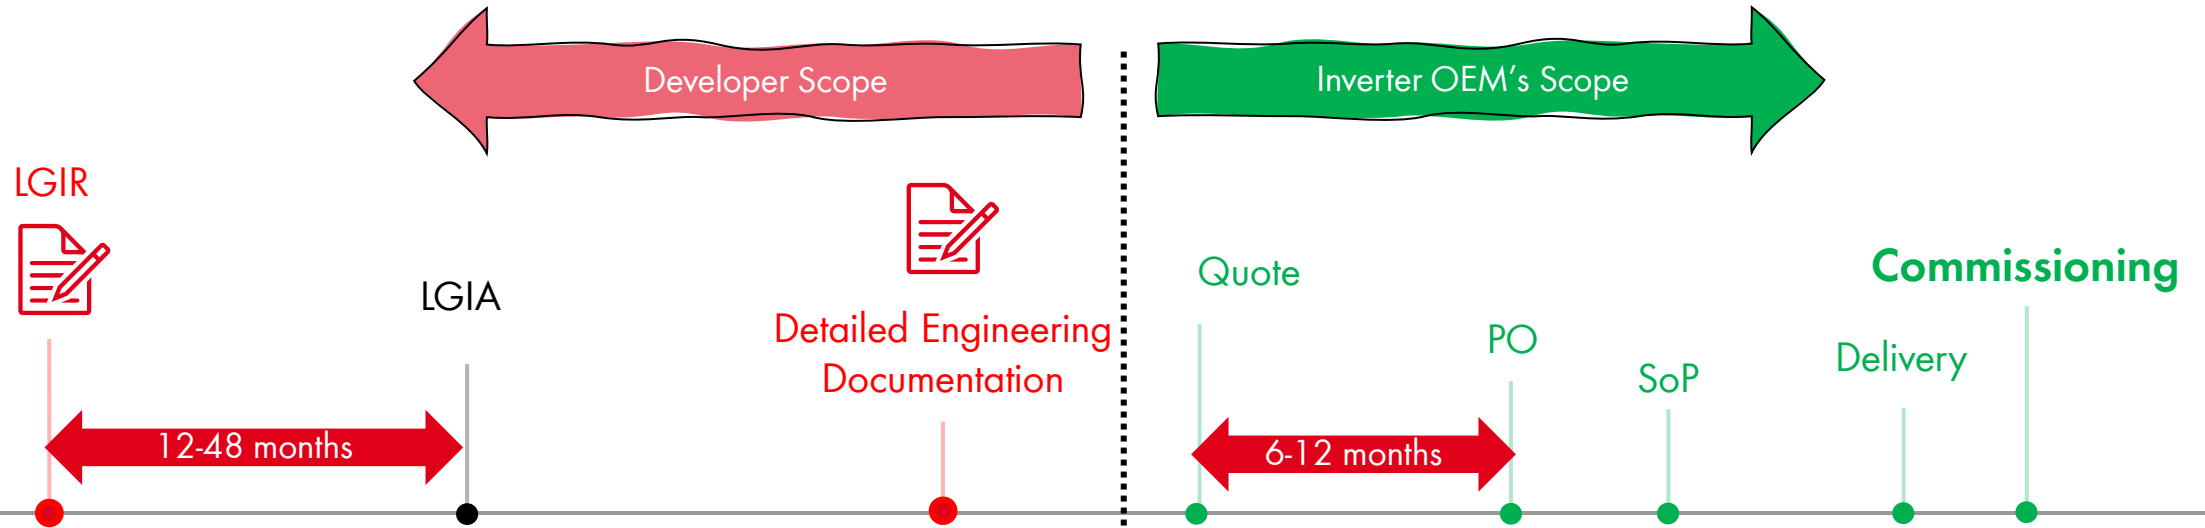 Developer Scope
Inverter OEM's Scope
LGIR
LGIA
Detailed Engineering
Documentation
Quote
PO
SoP
Delivery
Commissioning
12-48 months
6-12 months